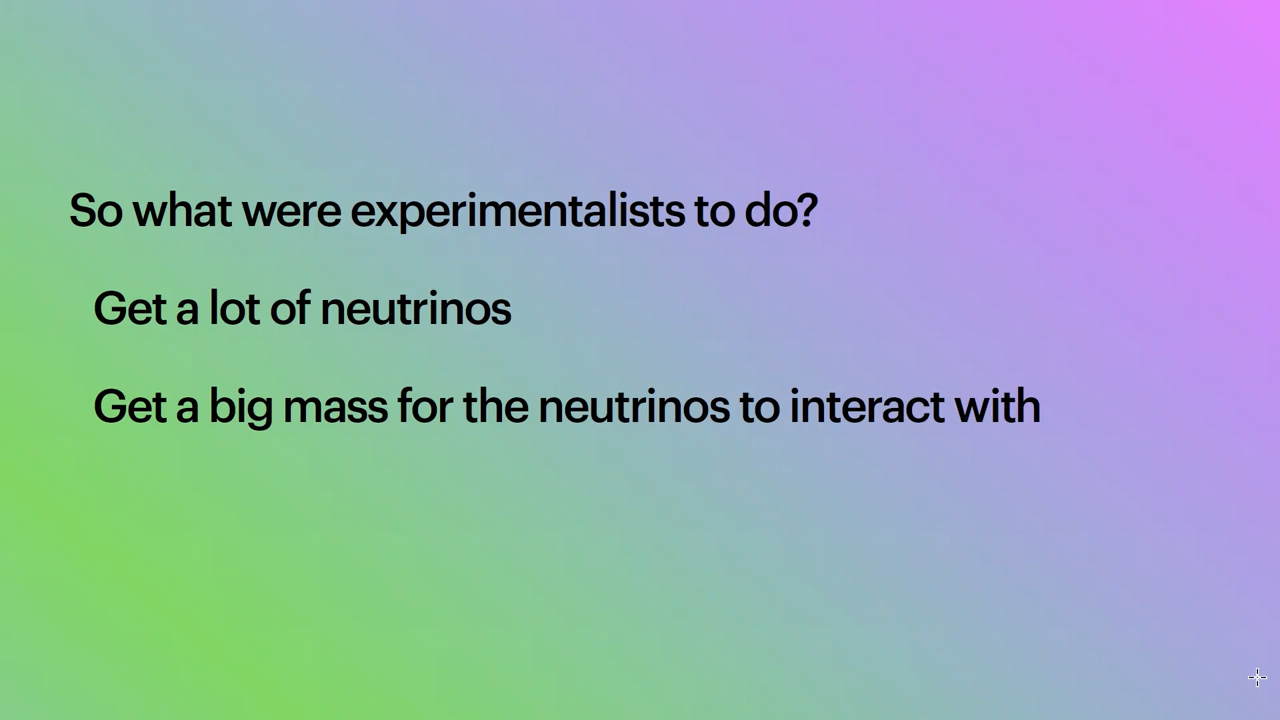 So what were experimentalists to do?
Get a lot of neutrinos
Get a big mass for the neutrinos to interact with